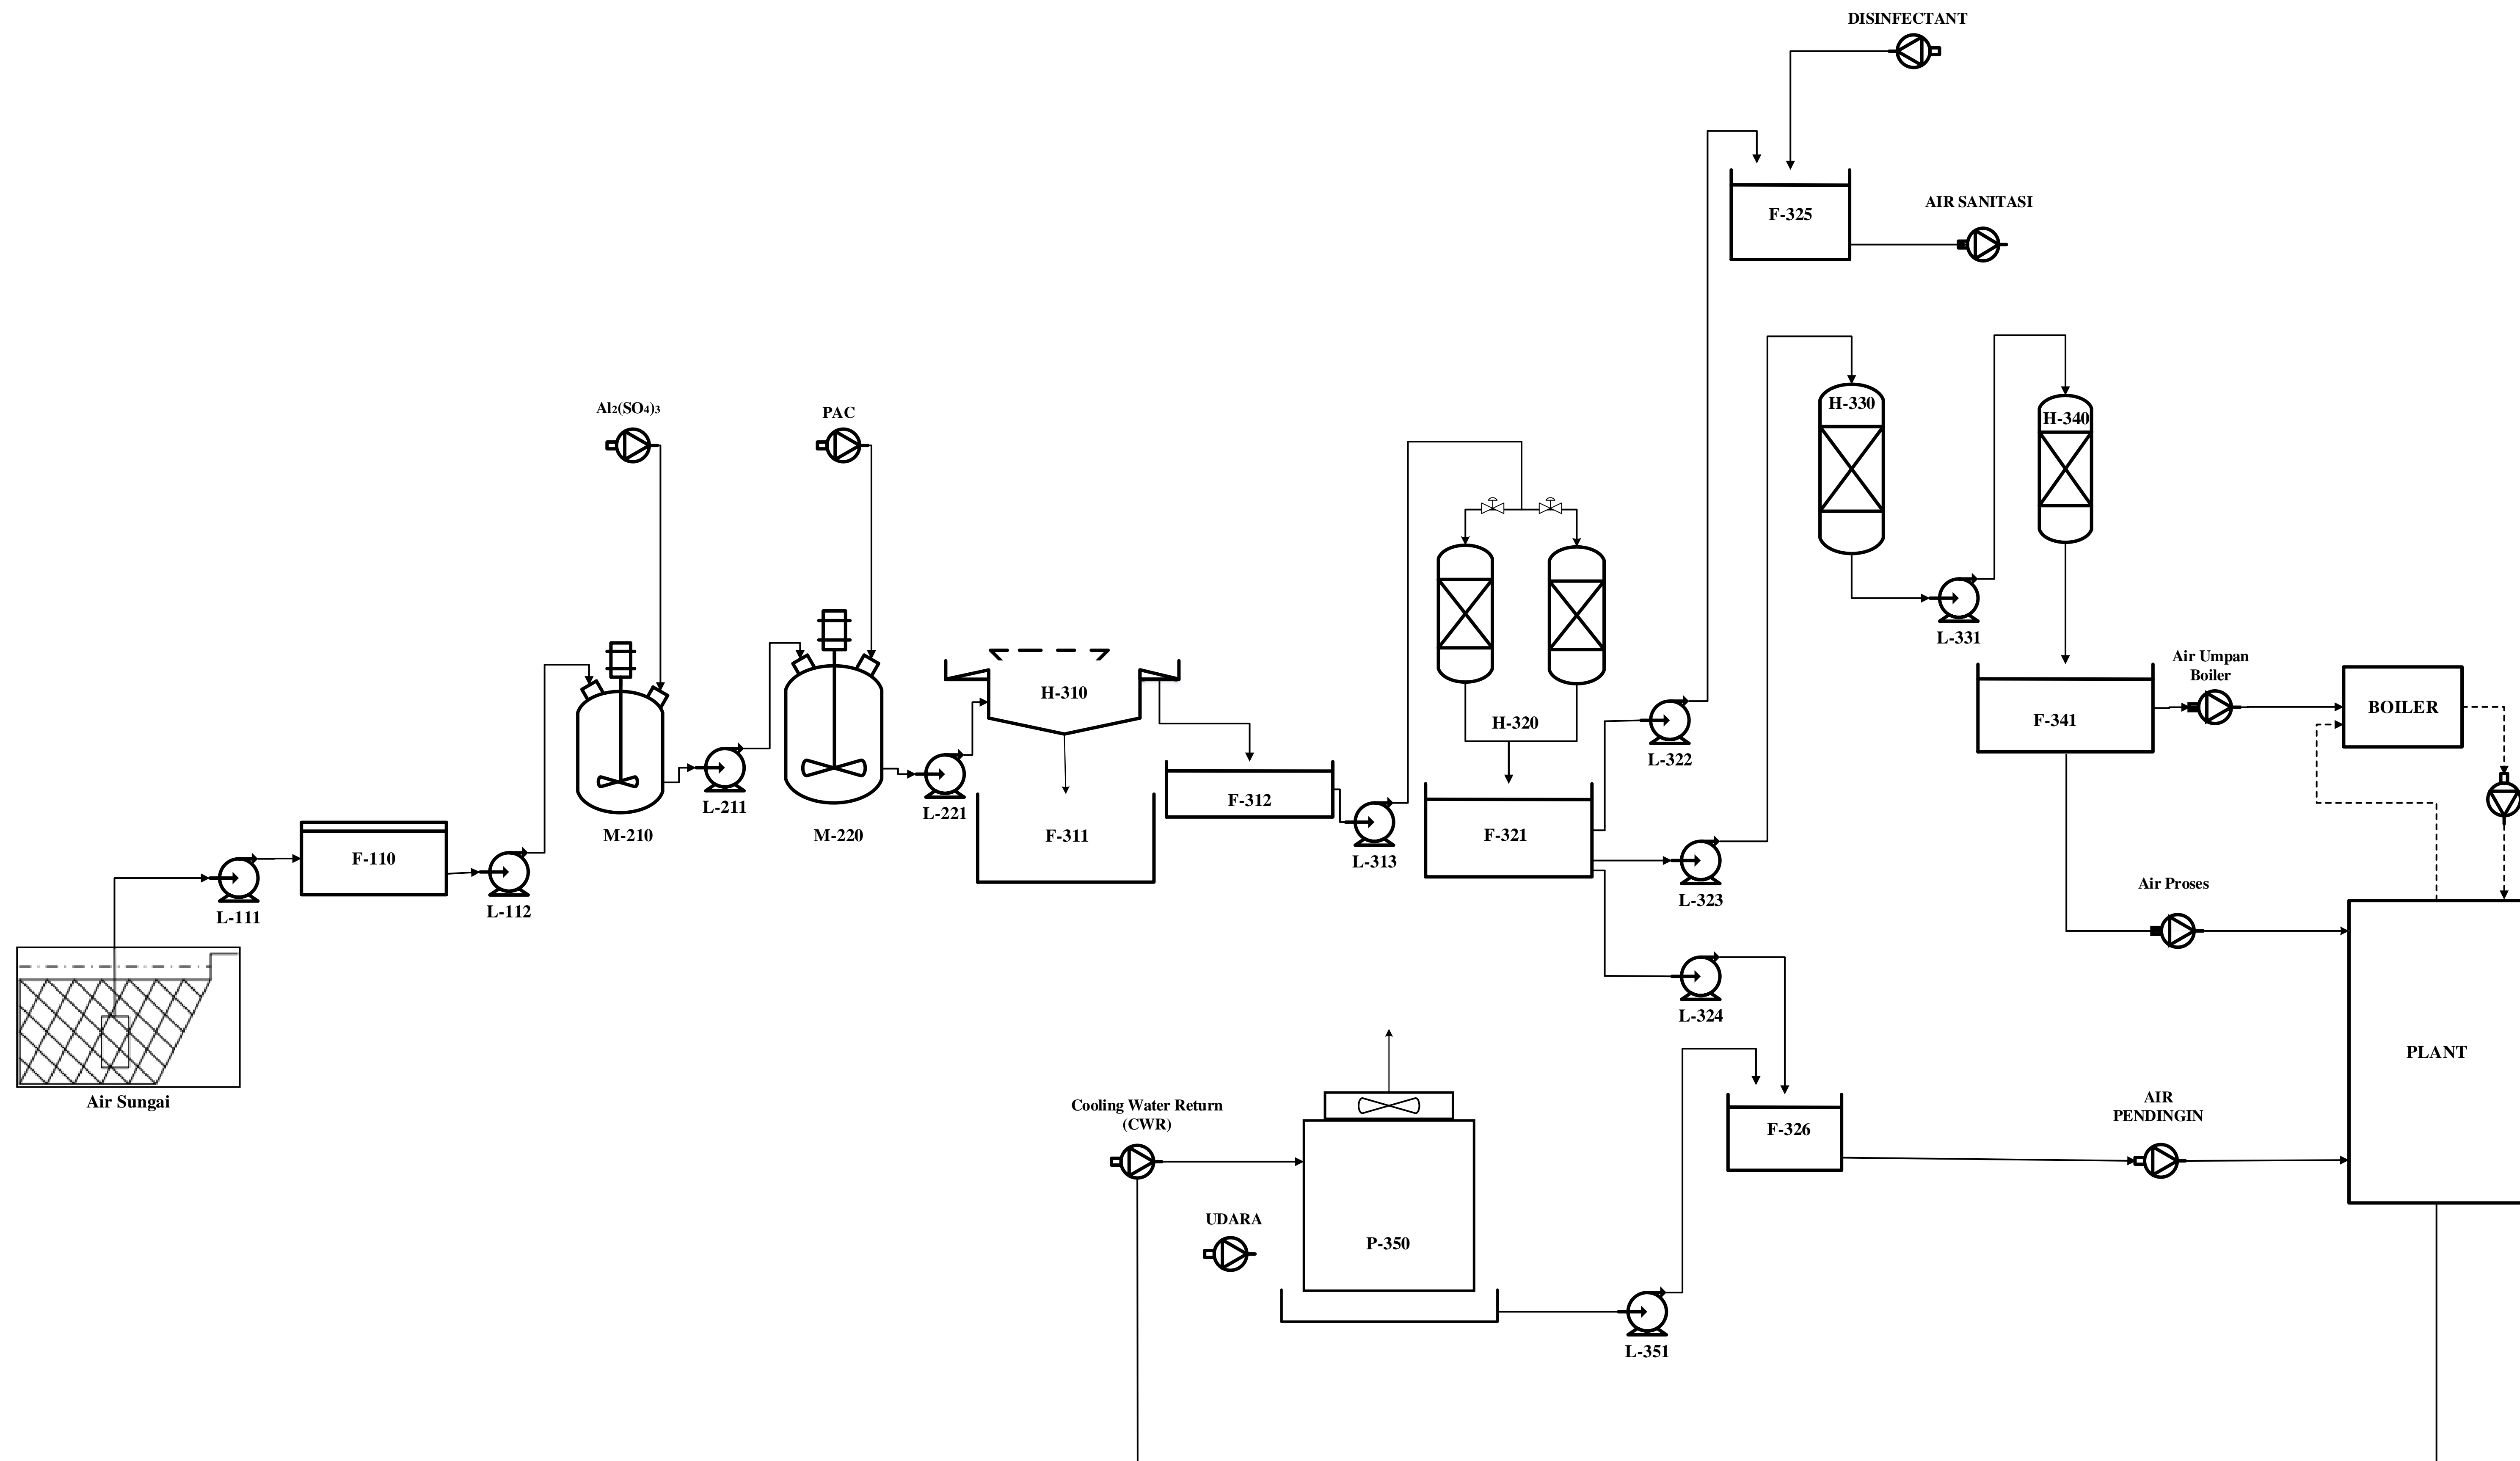 DISINFECTANT
F-325
AIR SANITASI
Al₂(SO₄)₃
PAC
H-330
H-340
L-331
Air Umpan
Boiler
H-310
H-320
L-322
F-341
BOILER
L-211
L-221
F-312
M-210
M-220
F-311
F-321
L-313
F-110
L-323
Air Proses
L-111
L-112
L-324
PLANT
Air Sungai
Cooling Water Return
(CWR)
F-326
AIR
PENDINGIN
UDARA
P-350
L-351